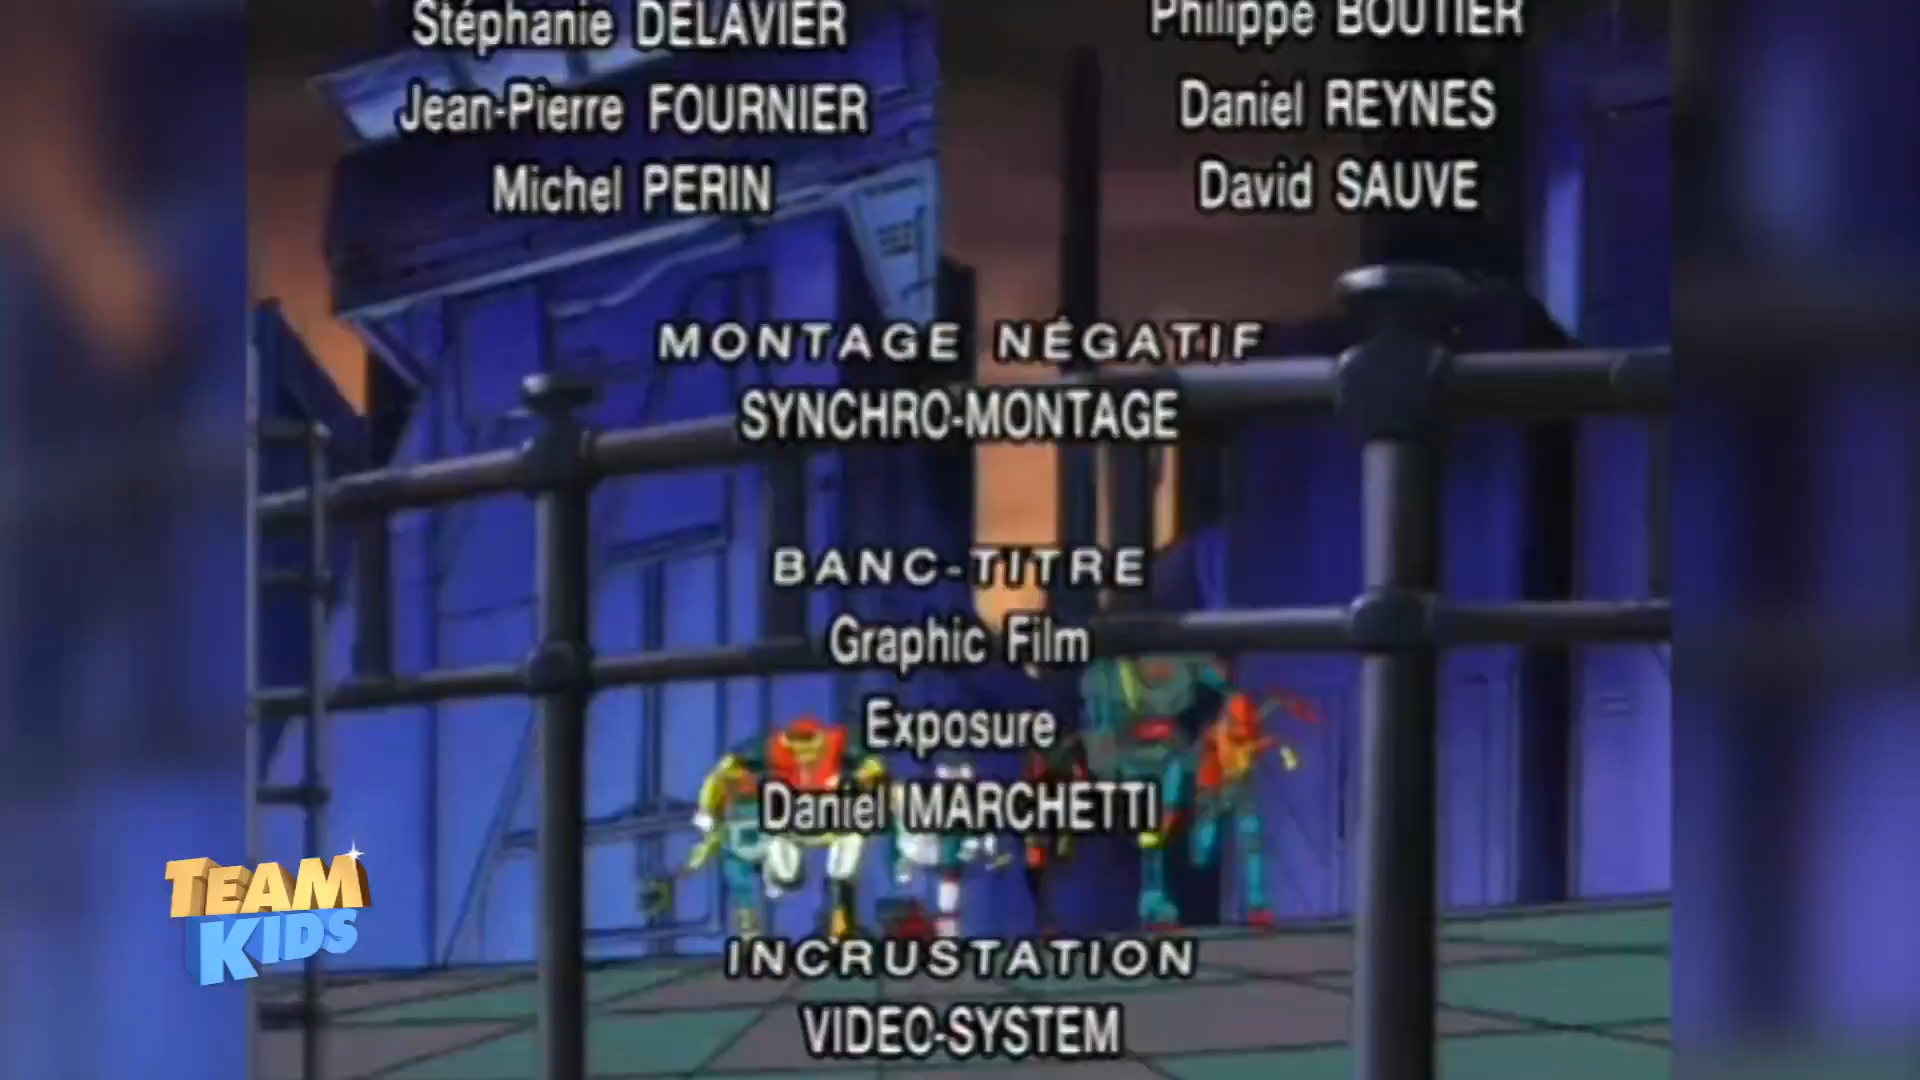 Stéphanie DELAVIER
Philippe BOUTIER
Jean-Pierre FOURNIER
Daniel REYNES
Michel PERIN
David SAUVE
MONTAGE NÉGATIF
SYNCHRO-MONTAGE
BANC-TITRE
Graphic Film
Exposure
Daniel MARCHETTI
INCRUSTATION
VIDEO-SYSTEM
TEAM
KIDS